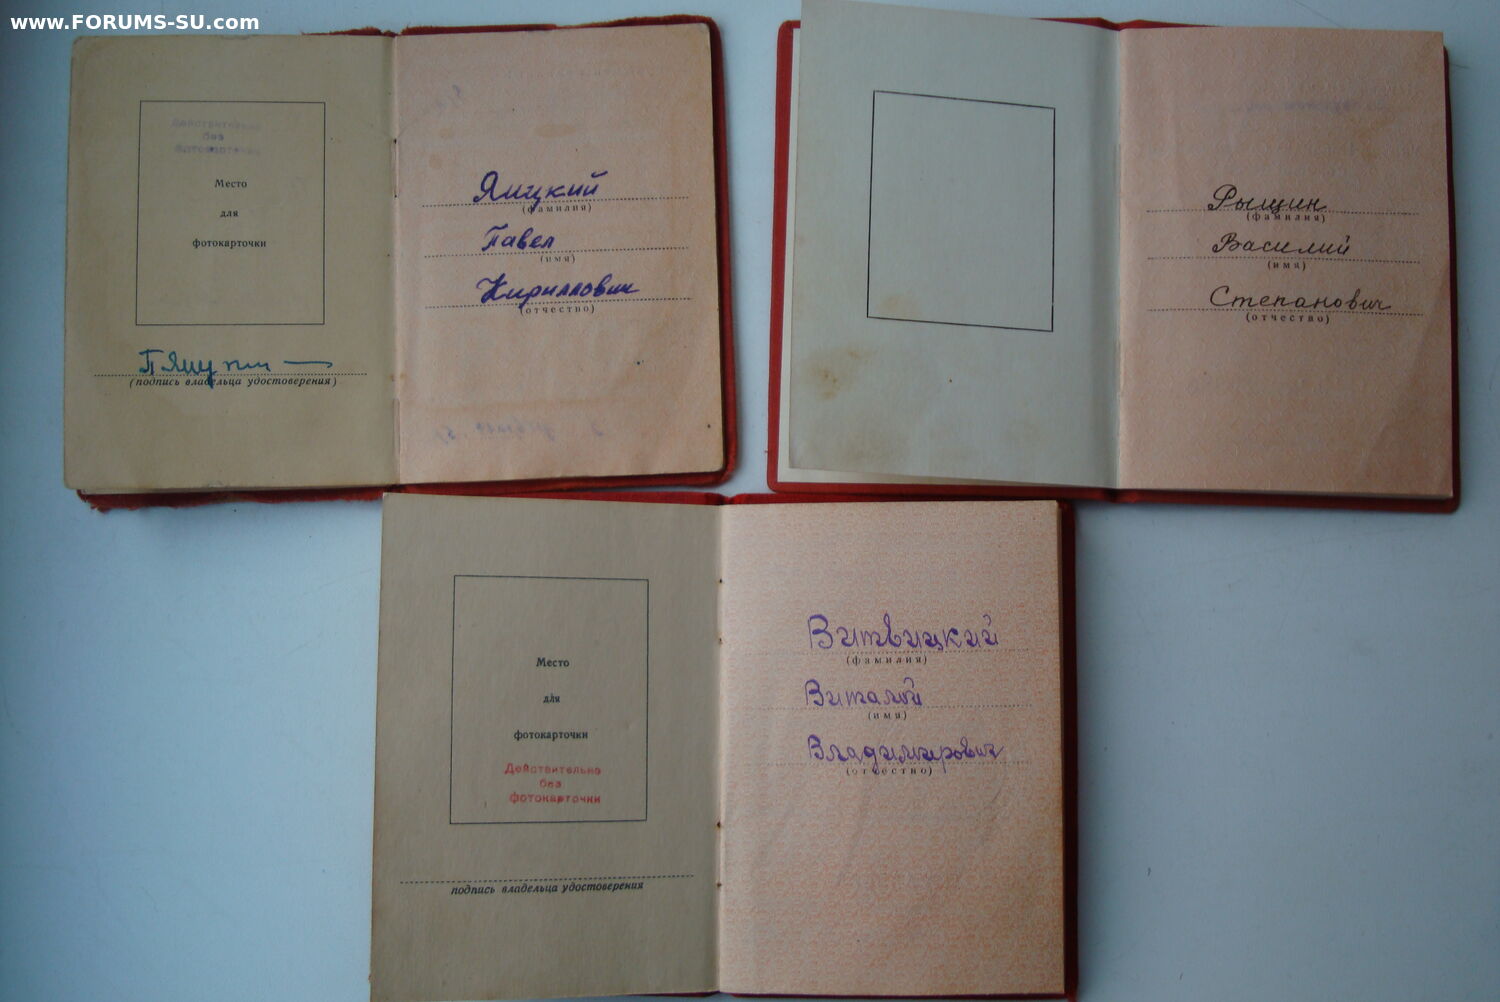 www.FORUMS-SU.com
Действительно
без
фотокарточки
Место
для
фотокарточки
(подпись владельца удостоверения)
Яицкий
(фамилия)
Павел
(имя)
Кириллович
(отчество)
Рыщин
(фамилия)
Василий
(имя)
Степанович
(отчество)
Место
для
фотокарточки
Действительно
без
фотокарточки
подпись владельца удостоверения
Витвицкий
(фамилия)
Виталий
(имя)
Владимирович
(отчество)